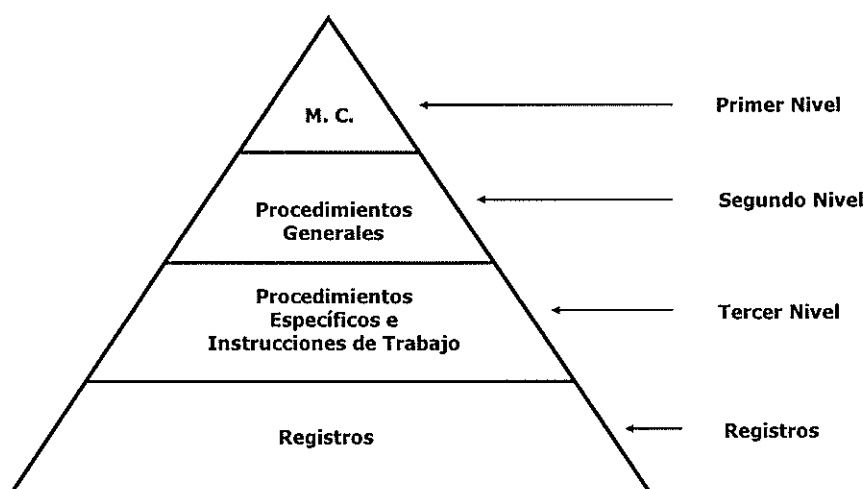 M. C.
Primer Nivel
Procedimientos
Generales
Segundo Nivel
Procedimientos
Específicos e
Instrucciones de Trabajo
Tercer Nivel
Registros
Registros